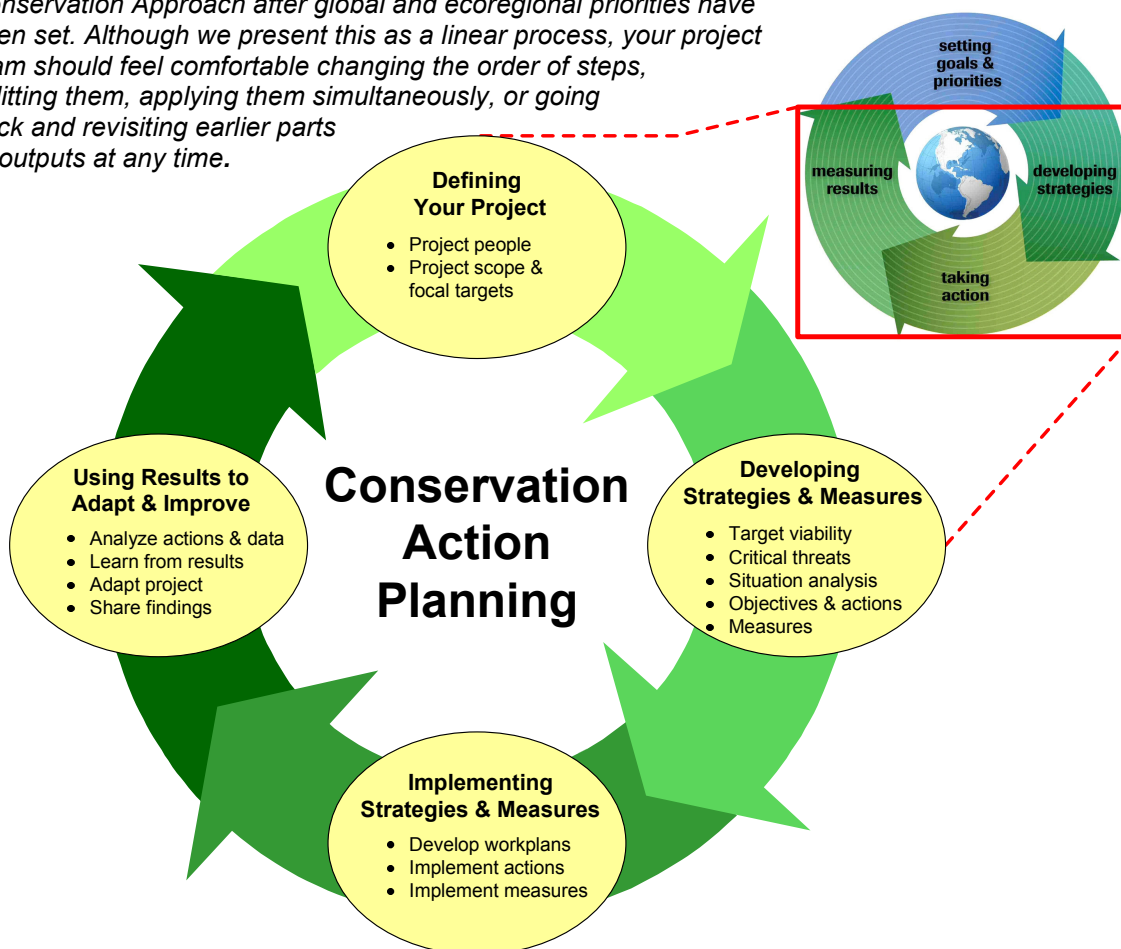 Conservation Approach after global and ecoregional priorities have
set. Although we present this as a linear process, your project
should feel comfortable changing the order of steps,
them, applying them simultaneously, or going
and revisiting earlier parts
outputs at any time.
setting
goals &
priorities
measuring
results
developing
strategies
taking
action
Defining
Your Project
• Project people
• Project scope &
focal targets
Conservation
Action
Planning
Using Results to
Adapt & Improve
• Analyze actions & data
• Learn from results
• Adapt project
• Share findings
Developing
Strategies & Measures
• Target viability
• Critical threats
• Situation analysis
• Objectives & actions
• Measures
Implementing
Strategies & Measures
• Develop workplans
• Implement actions
• Implement measures